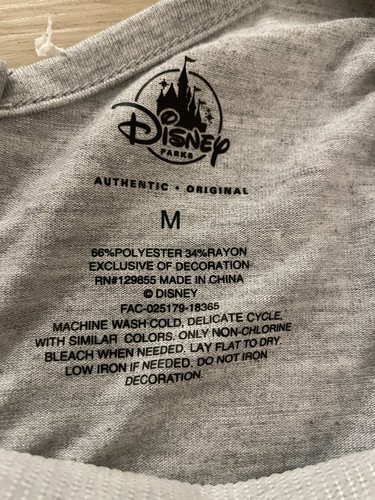 Disney
PARKS
AUTHENTIC • ORIGINAL
M
66%POLYESTER 34%RAYON
EXCLUSIVE OF DECORATION
RN#129855 MADE IN CHINA
© DISNEY
FAC-025179-18365
MACHINE WASH COLD, DELICATE CYCLE,
WITH SIMILAR COLORS. ONLY NON-CHLORINE
BLEACH WHEN NEEDED. LAY FLAT TO DRY.
LOW IRON IF NEEDED. DO NOT IRON
DECORATION.